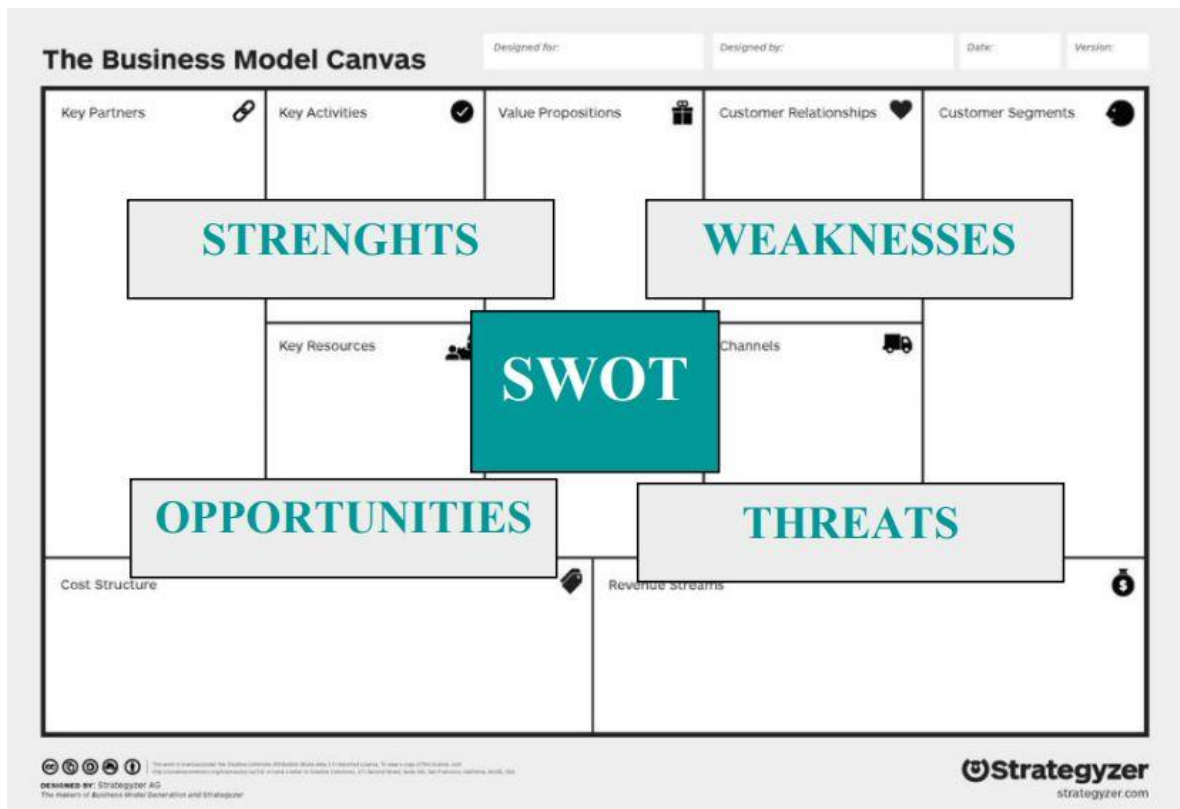 The Business Model Canvas
Designed for:
Designed by:
Date:
Version:
Key Partners
Key Activities
Value Propositions
Customer Relationships
Customer Segments
STRENGHTS
WEAKNESSES
Key Resources
SWOT
Channels
OPPORTUNITIES
THREATS
Cost Structure
Revenue Streams
DESIGNED BY: Strategyzer AG
The makers of Business Model Generation and Strategyzer
Strategyzer
strategyzer.com